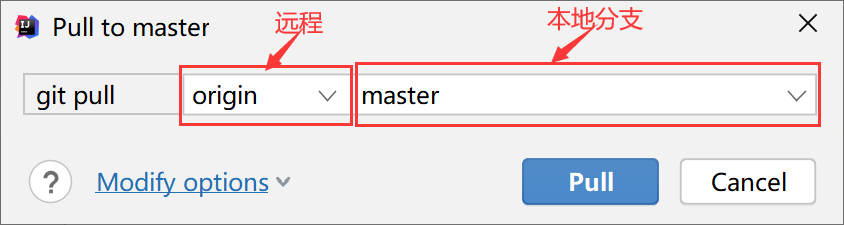 Pull to master
远程
本地分支
git pull
origin
master
?
Modify options
Pull
Cancel